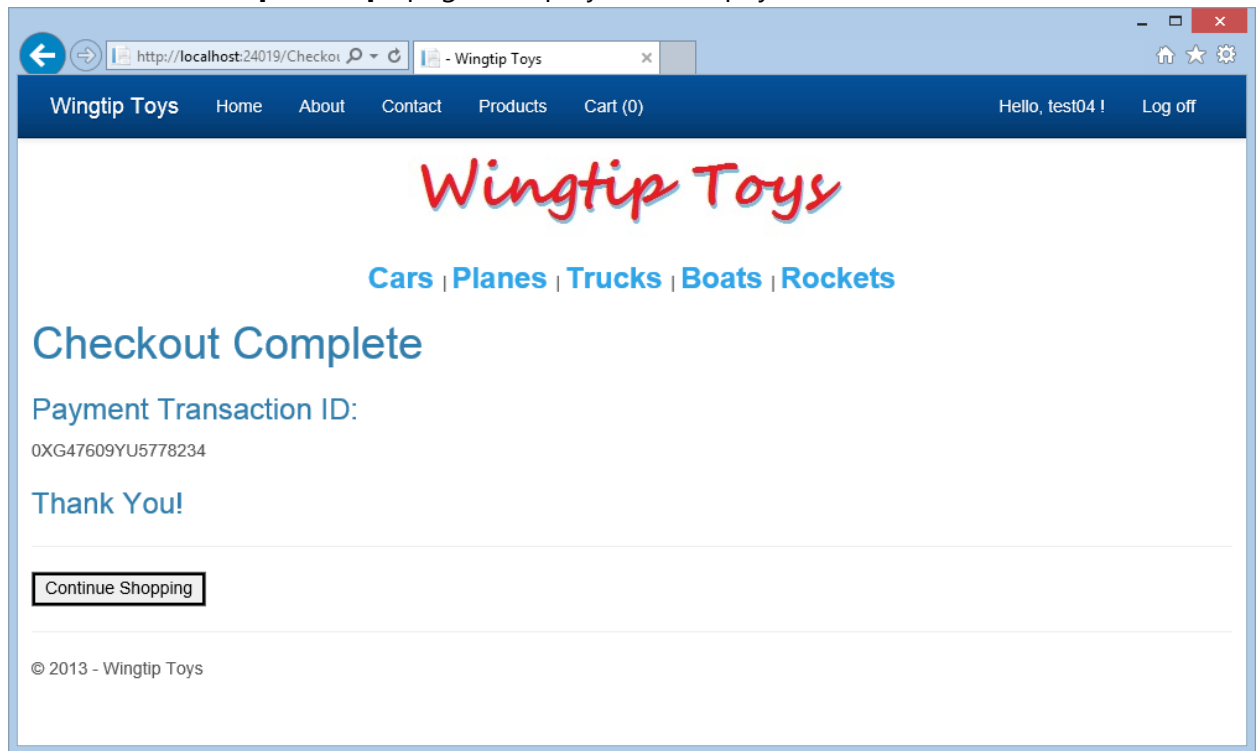 http://localhost:24019/Checkou
- Wingtip Toys
Wingtip Toys Home About Contact Products Cart (0) Hello, test04 ! Log off
Wingtip Toys
Cars | Planes | Trucks | Boats | Rockets
Checkout Complete
Payment Transaction ID:
0XG47609YU5778234
Thank You!
Continue Shopping
© 2013 - Wingtip Toys